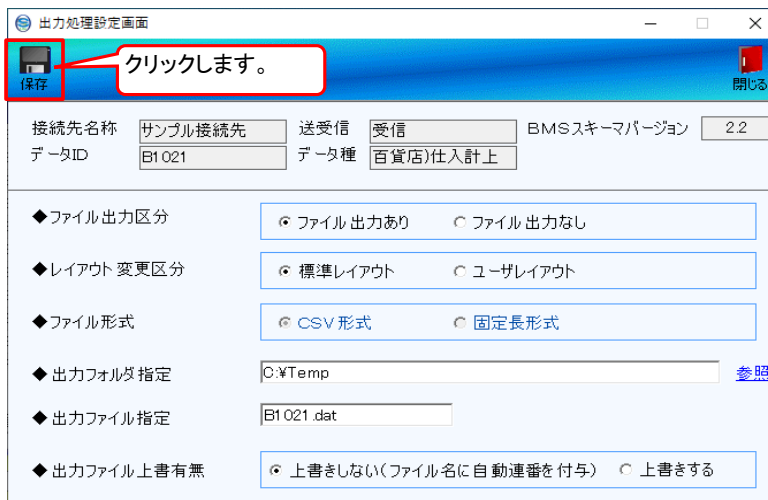 出力処理設定画面
保存
クリックします。
閉じる
接続先名称 サンプル接続先 送受信 受信 BMSスキーマバージョン 2.2
データID B1021 データ種 百貨店)仕入計上
◆ファイル出力区分 ファイル出力あり ファイル出力なし
◆レイアウト変更区分 標準レイアウト ユーザレイアウト
◆ファイル形式 CSV形式 固定長形式
◆出力フォルダ指定 C:¥Temp 参照
◆出力ファイル指定 B1021.dat
◆出力ファイル上書有無 上書きしない(ファイル名に自動連番を付与) 上書きする